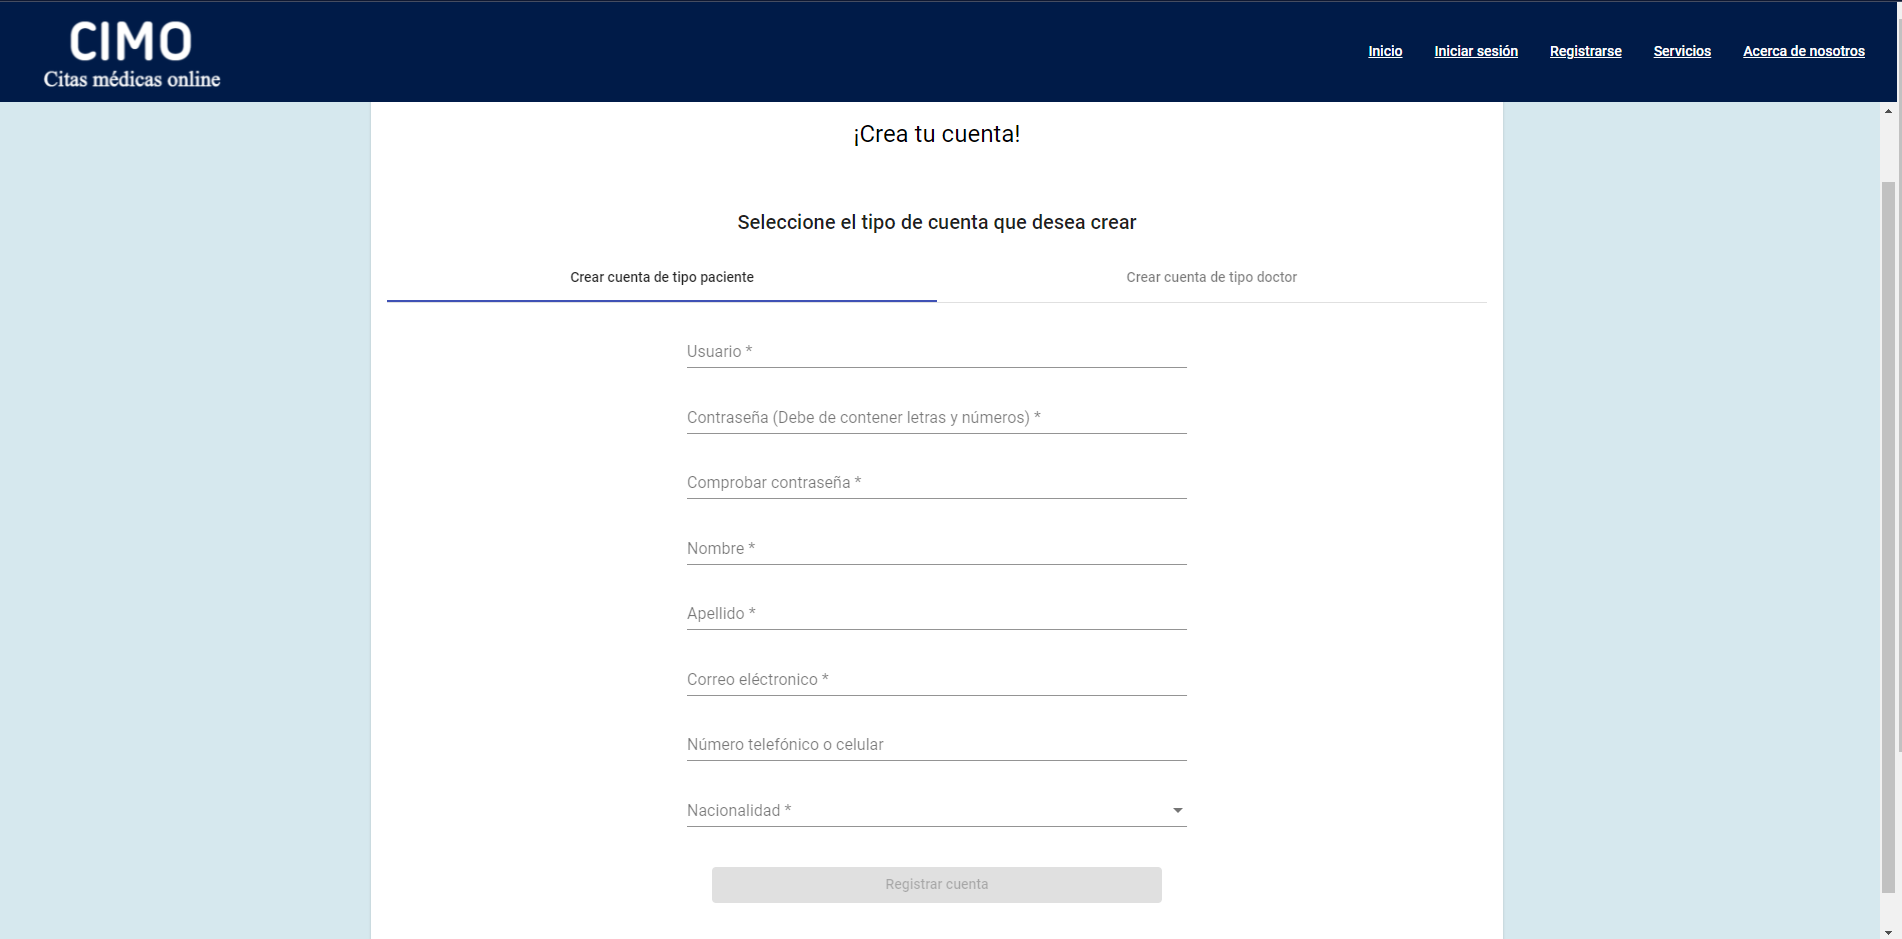 CIMO
Citas médicas online
Inicio
Iniciar sesión
Registrarse
Servicios
Acerca de nosotros
¡Crea tu cuenta!
Seleccione el tipo de cuenta que desea crear
Crear cuenta de tipo paciente
Crear cuenta de tipo doctor
Usuario *
Contraseña (Debe de contener letras y números) *
Comprobar contraseña *
Nombre *
Apellido *
Correo eléctronico *
Número telefónico o celular
Nacionalidad *
Registrar cuenta